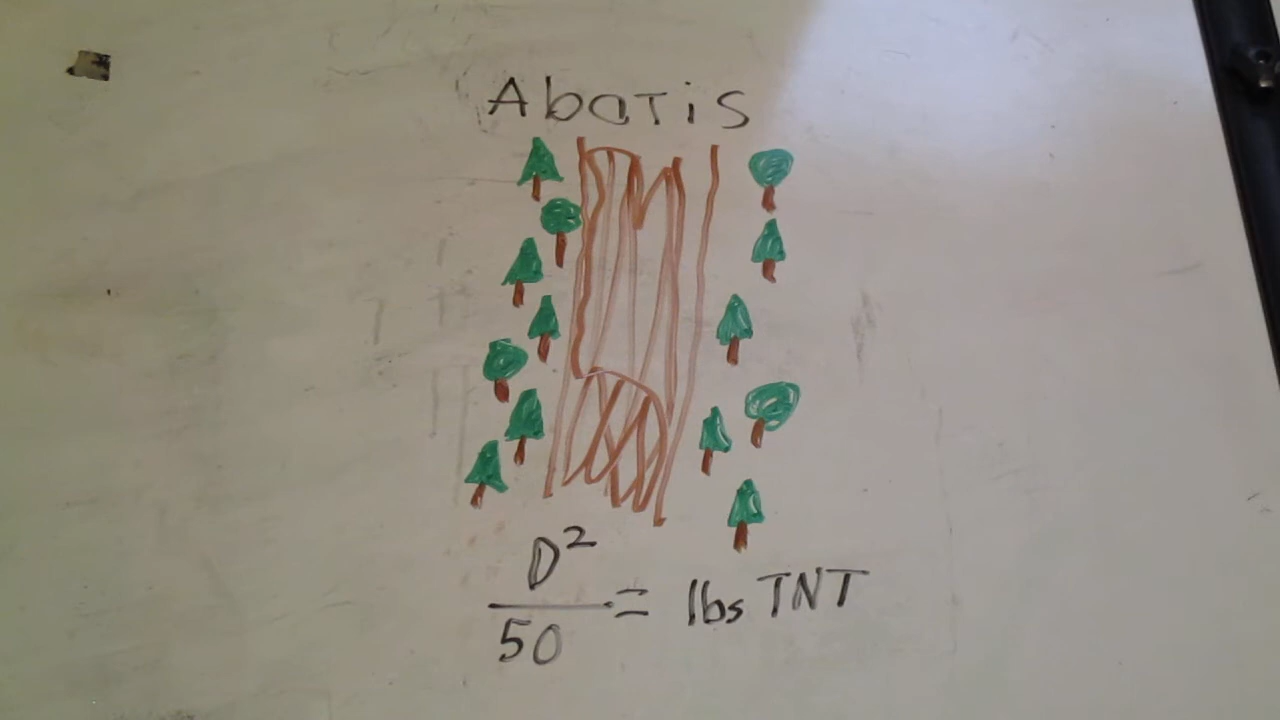 Abatis
D²
50
= lbs TNT